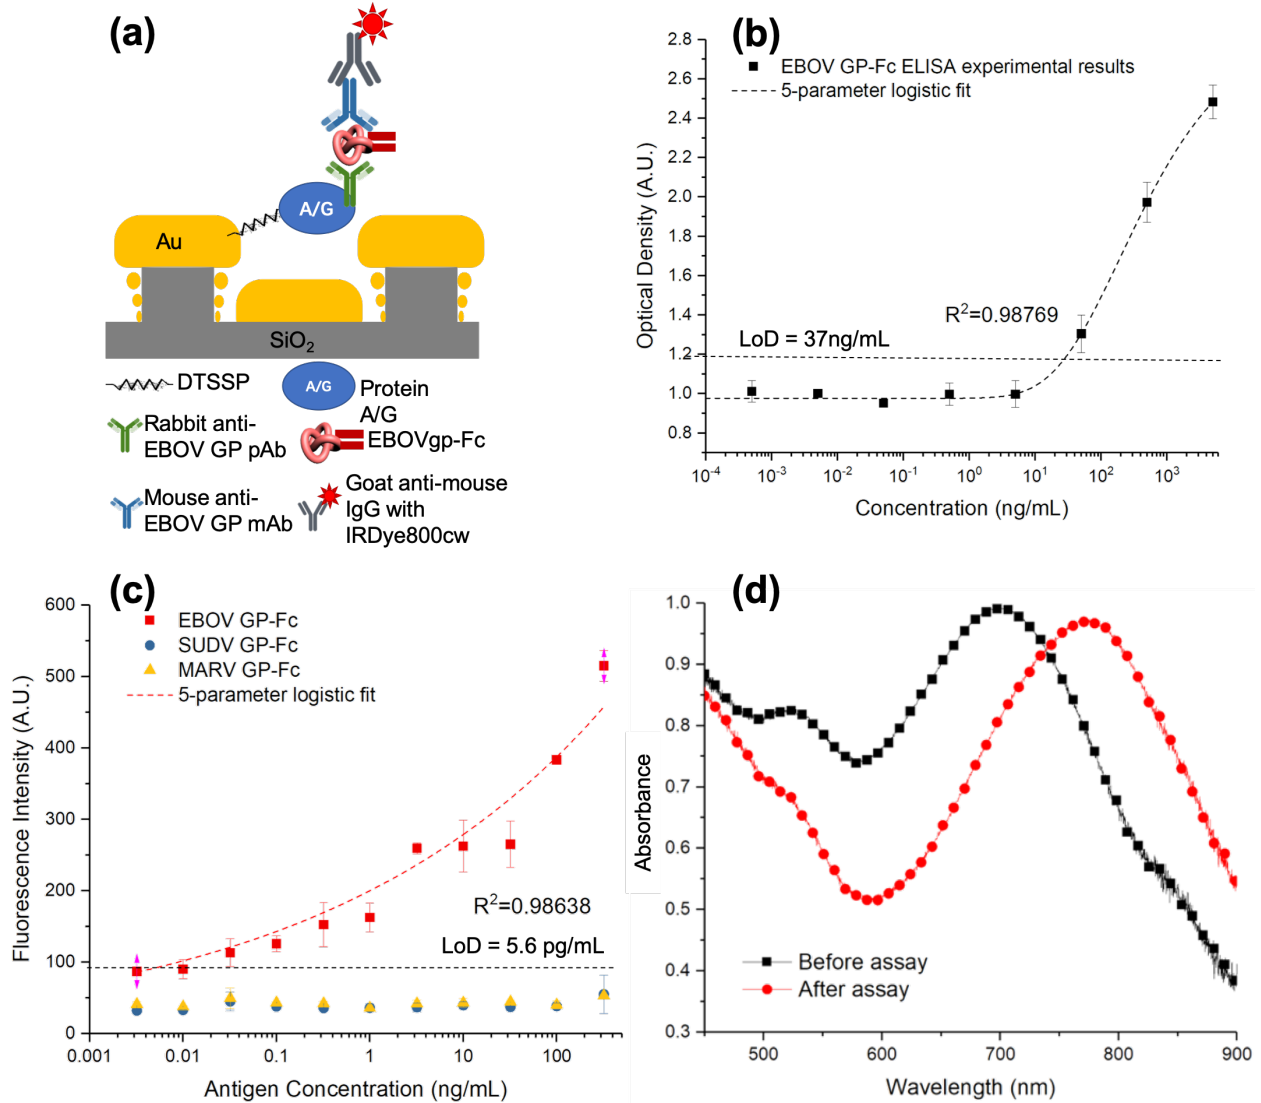 (a)
Au
A/G
SiO2
DTSSP
A/G
Protein
A/G
Rabbit anti-
EBOV GP pAb
EBOVgp-Fc
Mouse anti-
EBOV GP mAb
Goat anti-mouse
IgG with
IRDye800cw
(b)
EBOV GP-Fc ELISA experimental results
5-parameter logistic fit
R2=0.98769
LoD = 37ng/mL
Optical Density (A.U.)
2.8
2.6
2.4
2.2
2.0
1.8
1.6
1.4
1.2
1.0
0.8
10-4 10-3 10-2 10-1 100 101 102 103
Concentration (ng/mL)
(c)
EBOV GP-Fc
SUDV GP-Fc
MARV GP-Fc
5-parameter logistic fit
R2=0.98638
LoD = 5.6 pg/mL
Fluorescence Intensity (A.U.)
600
500
400
300
200
100
0
0.001 0.01 0.1 1 10 100
Antigen Concentration (ng/mL)
(d)
Before assay
After assay
Absorbance
1.0
0.9
0.8
0.7
0.6
0.5
0.4
0.3
500 600 700 800 900
Wavelength (nm)